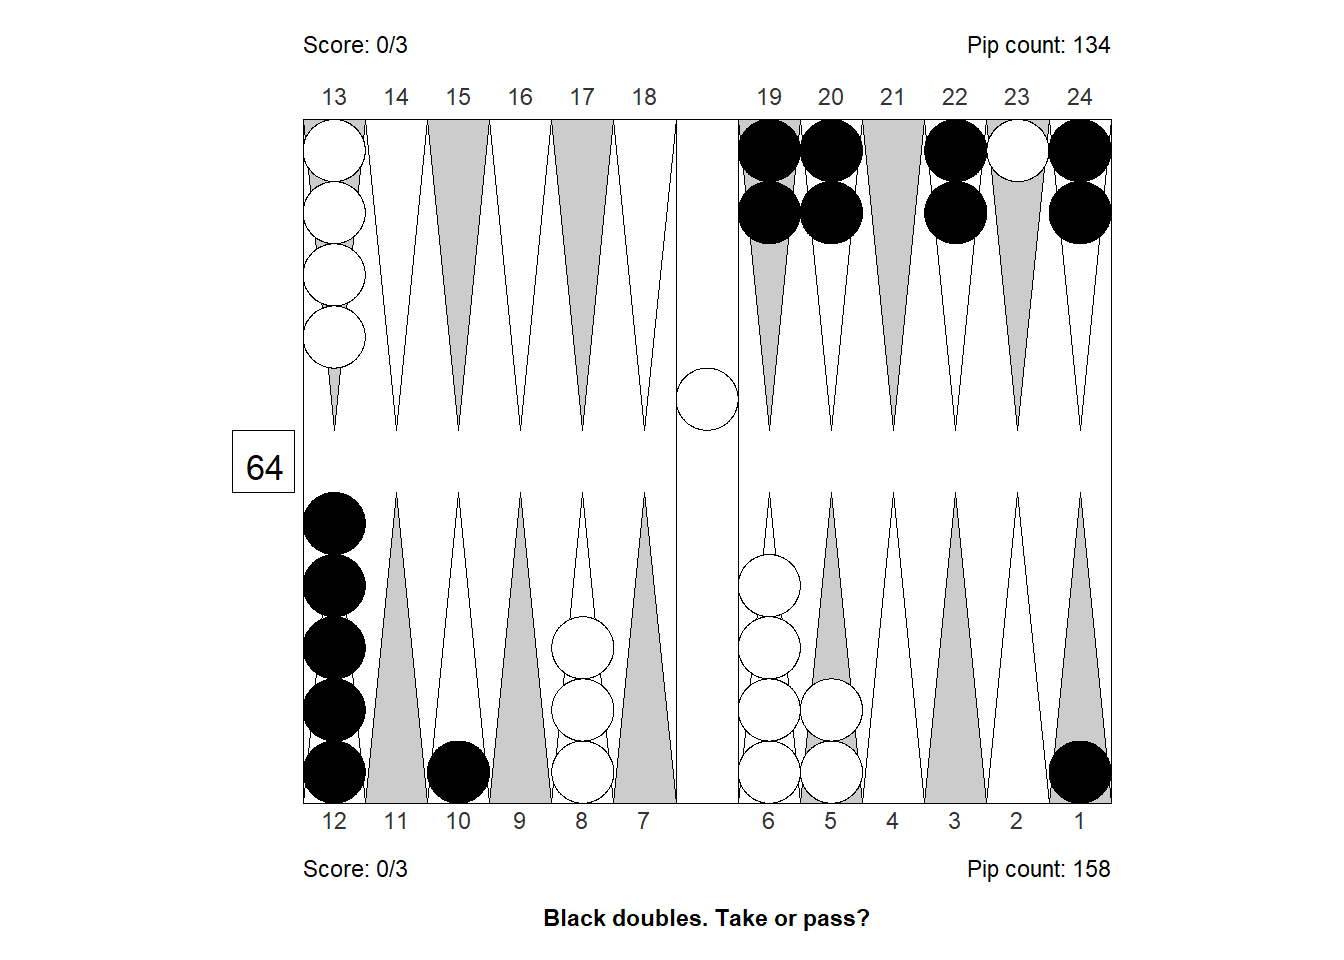 Score: 0/3 Pip count: 134
13 14 15 16 17 18 19 20 21 22 23 24
64
12 11 10 9 8 7 6 5 4 3 2 1
Score: 0/3 Pip count: 158
Black doubles. Take or pass?